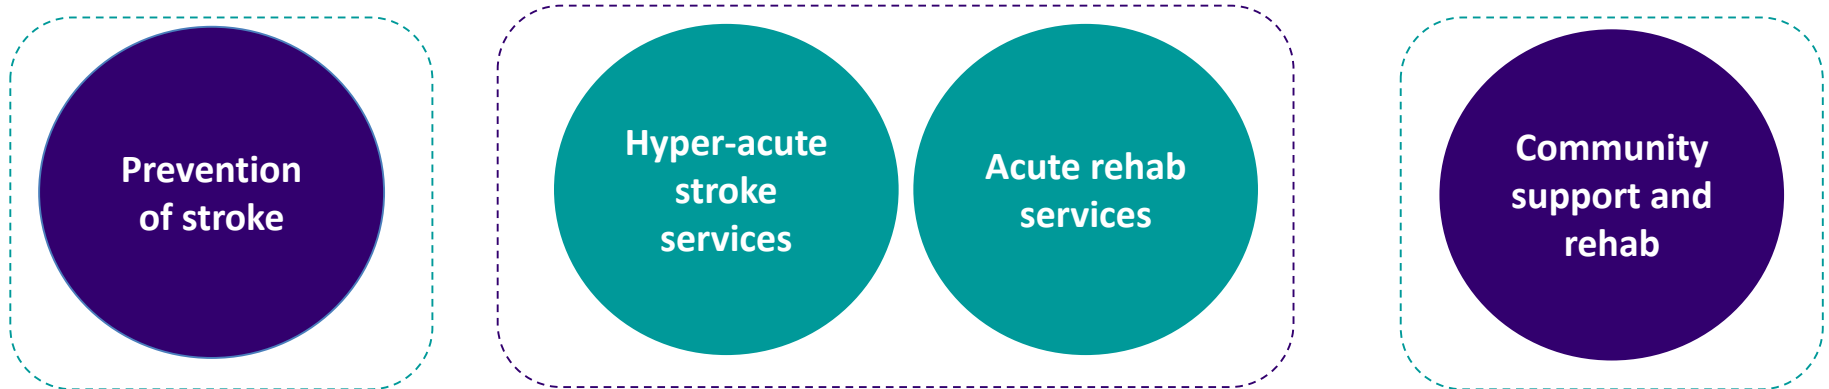 Prevention
of stroke
Hyper-acute
stroke
services
Acute rehab
services
Community
support and
rehab